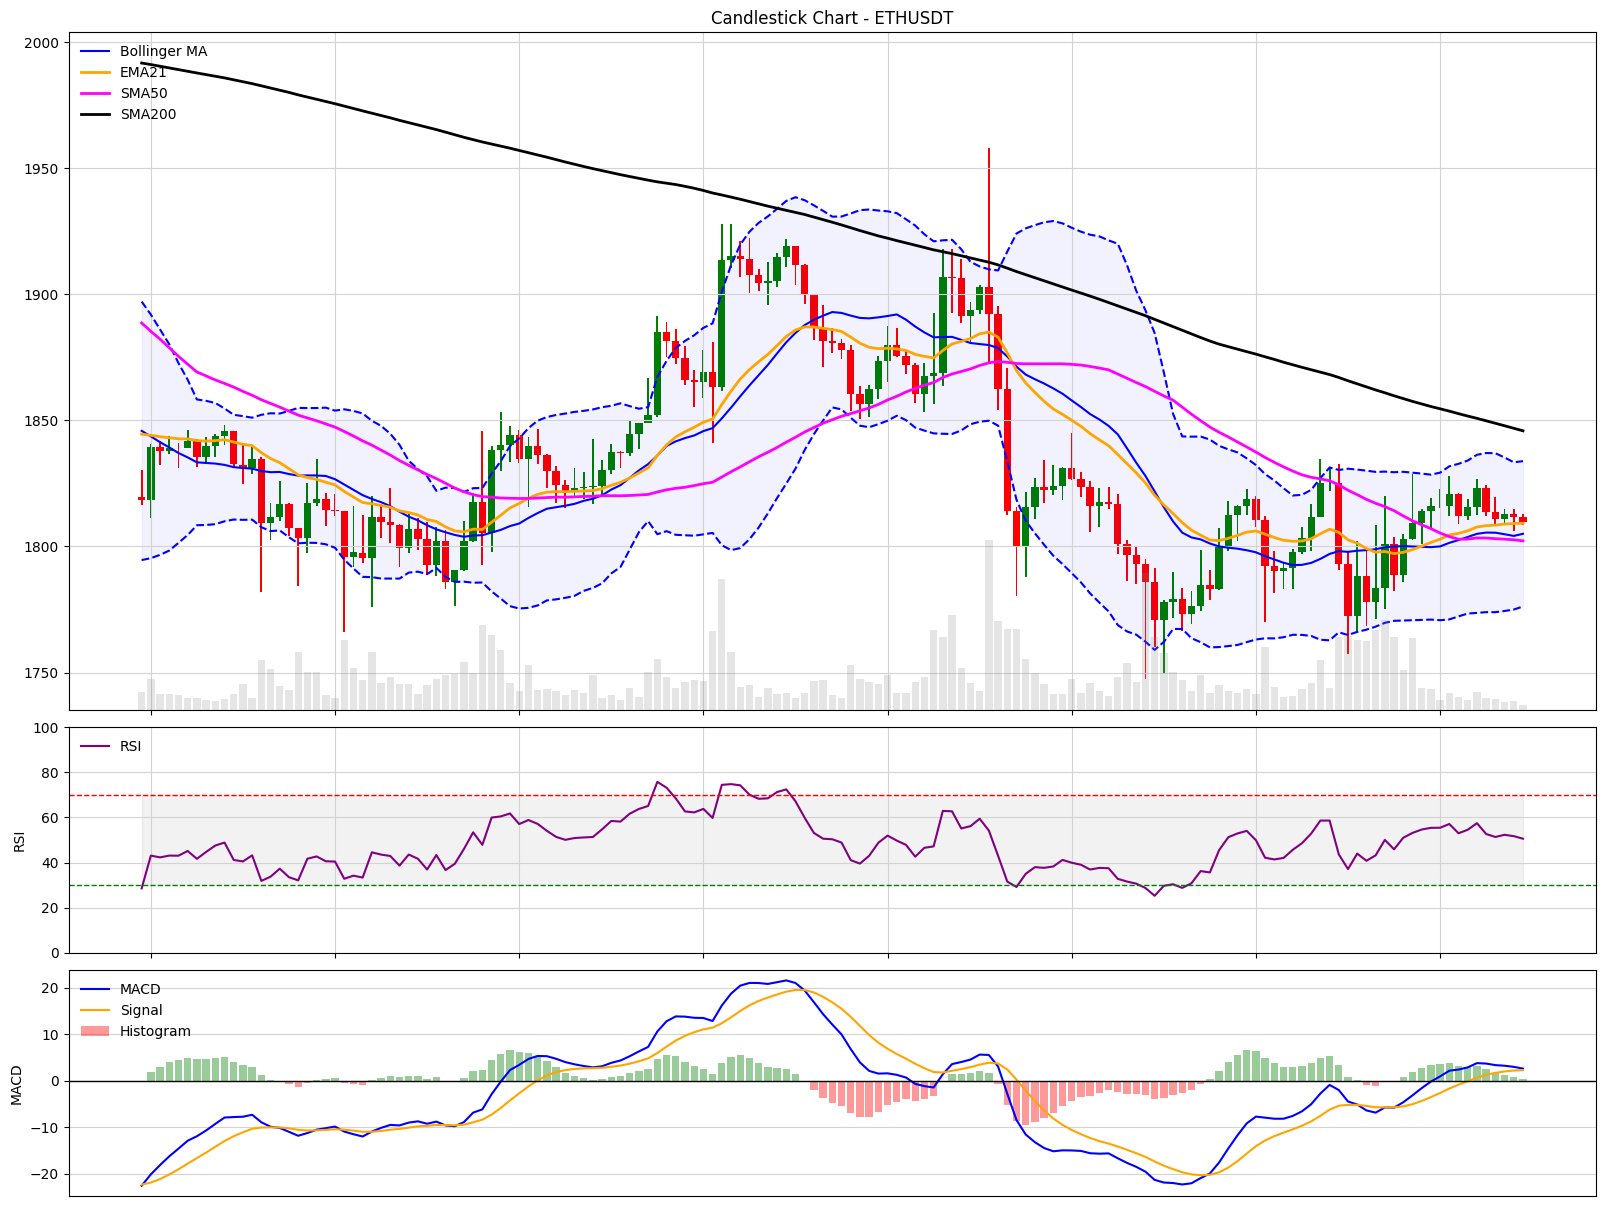 Candlestick Chart - ETHUSDT
2000
1950
1900
1850
1800
1750
Bollinger MA
EMA21
SMA50
SMA200
RSI
100
80
60
40
20
0
RSI
MACD
20
10
0
−10
−20
MACD
Signal
Histogram